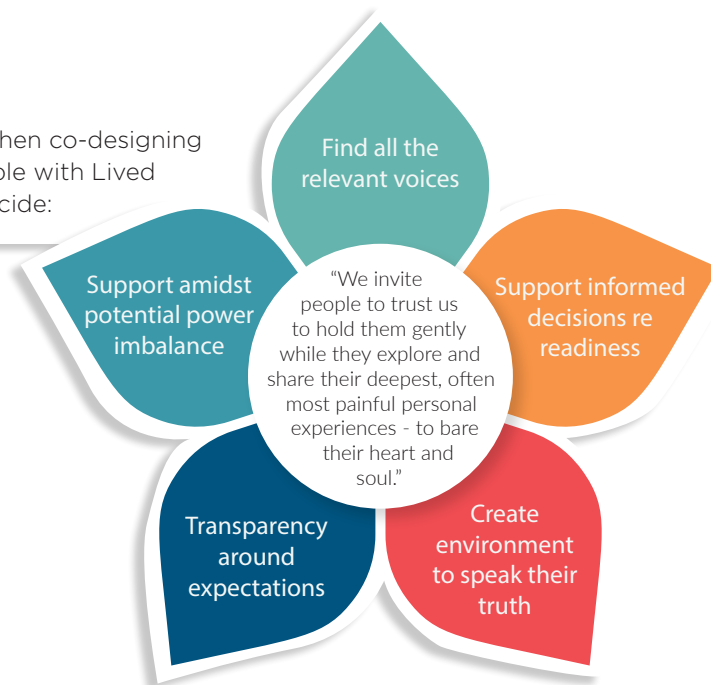 hen co-designing
ple with Lived
cide:
Find all the
relevant voices
Support informed
decisions re
readiness
Create
environment
to speak their
truth
Transparency
around
expectations
Support amidst
potential power
imbalance
“We invite
people to trust us
to hold them gently
while they explore and
share their deepest, often
most painful personal
experiences - to bare
their heart and
soul.”